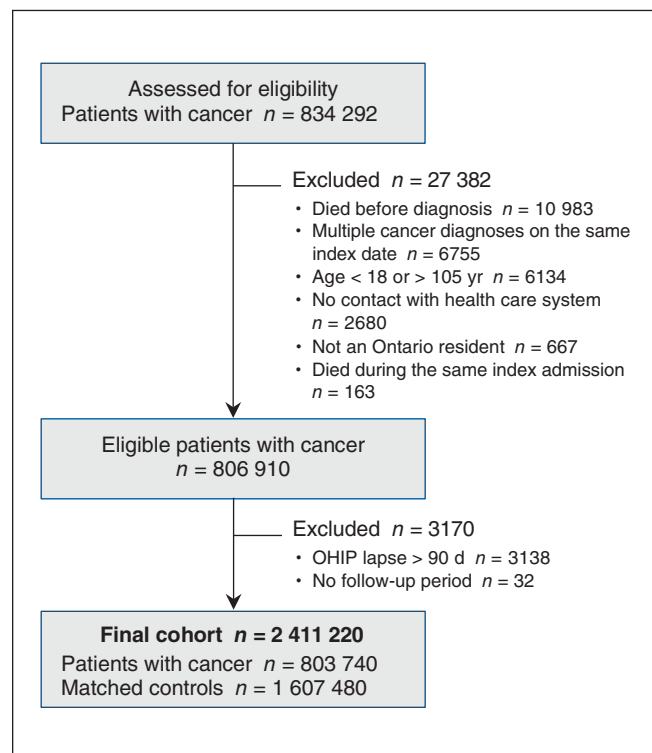 Assessed for eligibility
Patients with cancer n = 834 292
Excluded n = 27 382
• Died before diagnosis n = 10 983
• Multiple cancer diagnoses on the same
index date n = 6755
• Age < 18 or > 105 yr n = 6134
• No contact with health care system
n = 2680
• Not an Ontario resident n = 667
• Died during the same index admission
n = 163
Eligible patients with cancer
n = 806 910
Excluded n = 3170
• OHIP lapse > 90 d n = 3138
• No follow-up period n = 32
Final cohort n = 2 411 220
Patients with cancer n = 803 740
Matched controls n = 1 607 480